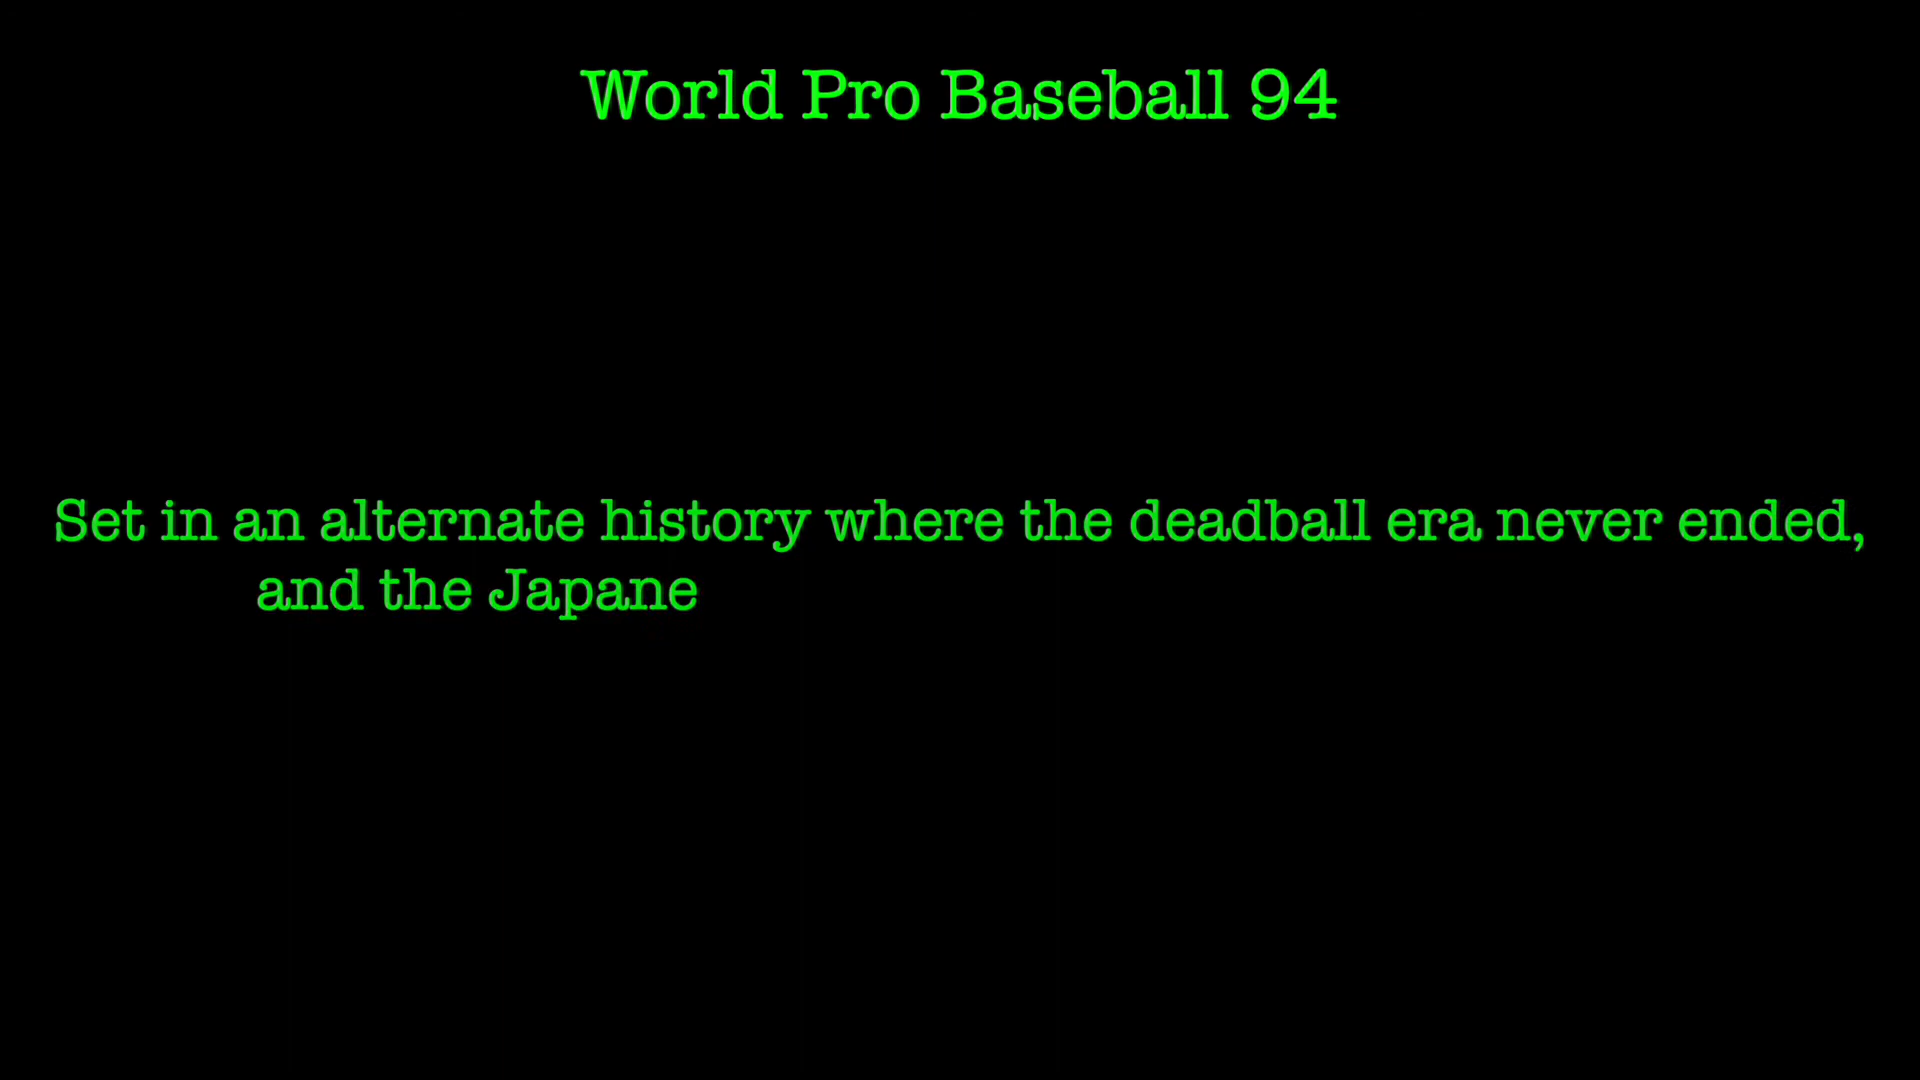 World Pro Baseball 94
Set in an alternate history where the deadball era never ended,
and the Japane